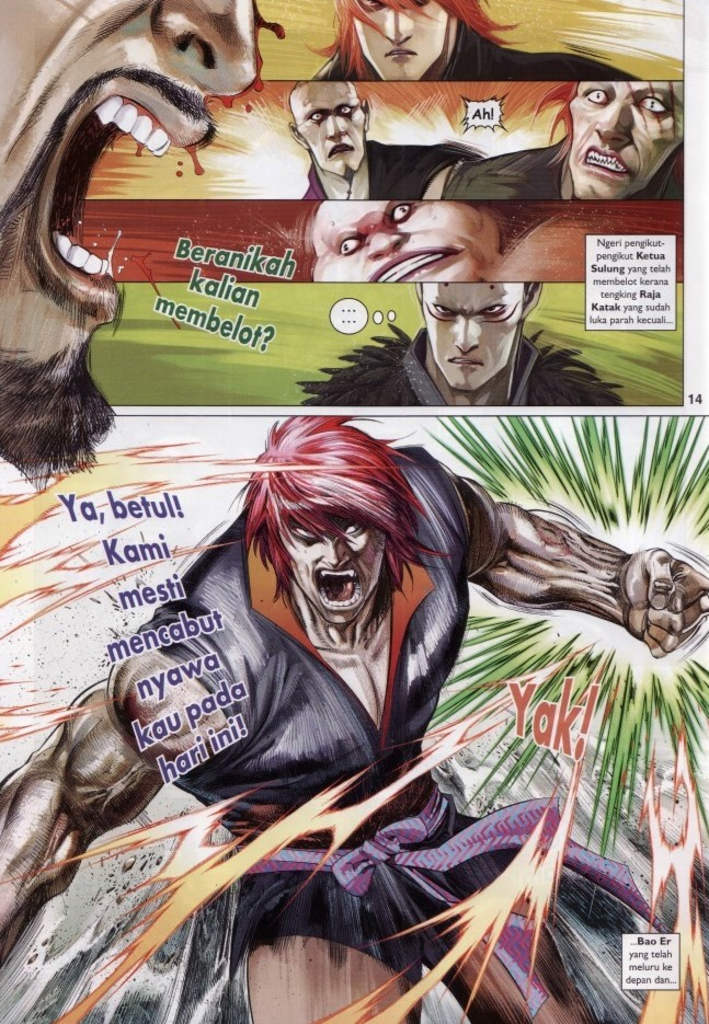 Ah!
Beranikah
kalian
membelot?
... ...
Ngeri pengikut-
pengikut Ketua
Sulung yang telah
membelot kerana
tengking Raja
Katak yang sudah
luka parah kecuali...
14
Ya, betul!
Kami
mesti
mencabut
nyawa
kau pada
hari ini!
Yak!
...Bao Er
yang telah
meluru ke
depan dan...